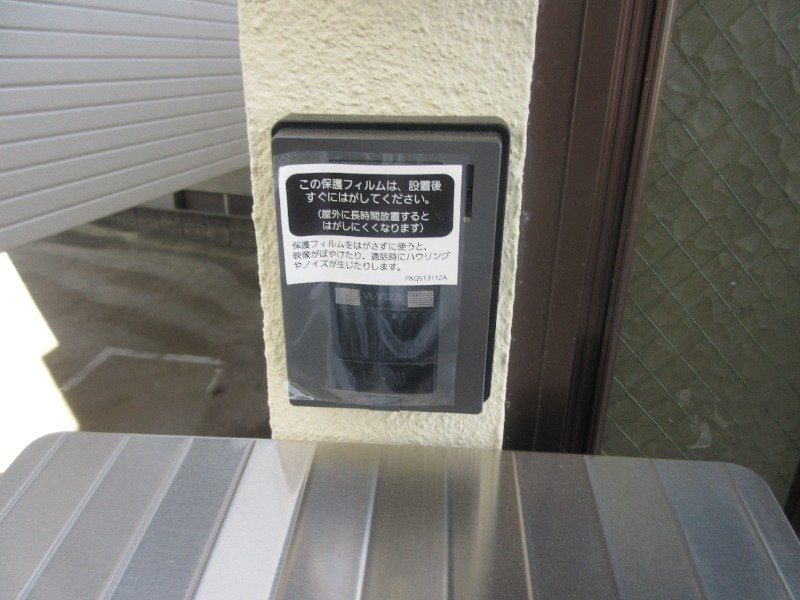 この保護フィルムは、設置後
すぐにはがしてください。
（屋外に長時間放置すると
はがしにくくなります）
保護フィルムをはがさずに使うと、
映像がぼやけたり、通話時にハウリング
やノイズが生じたりします。
PNQS1311ZA
VL-V522L